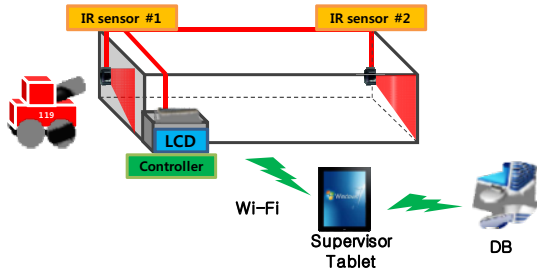 IR sensor #1
IR sensor #2
119
LCD
Controller
Wi-Fi
Windows
Supervisor
Tablet
DB